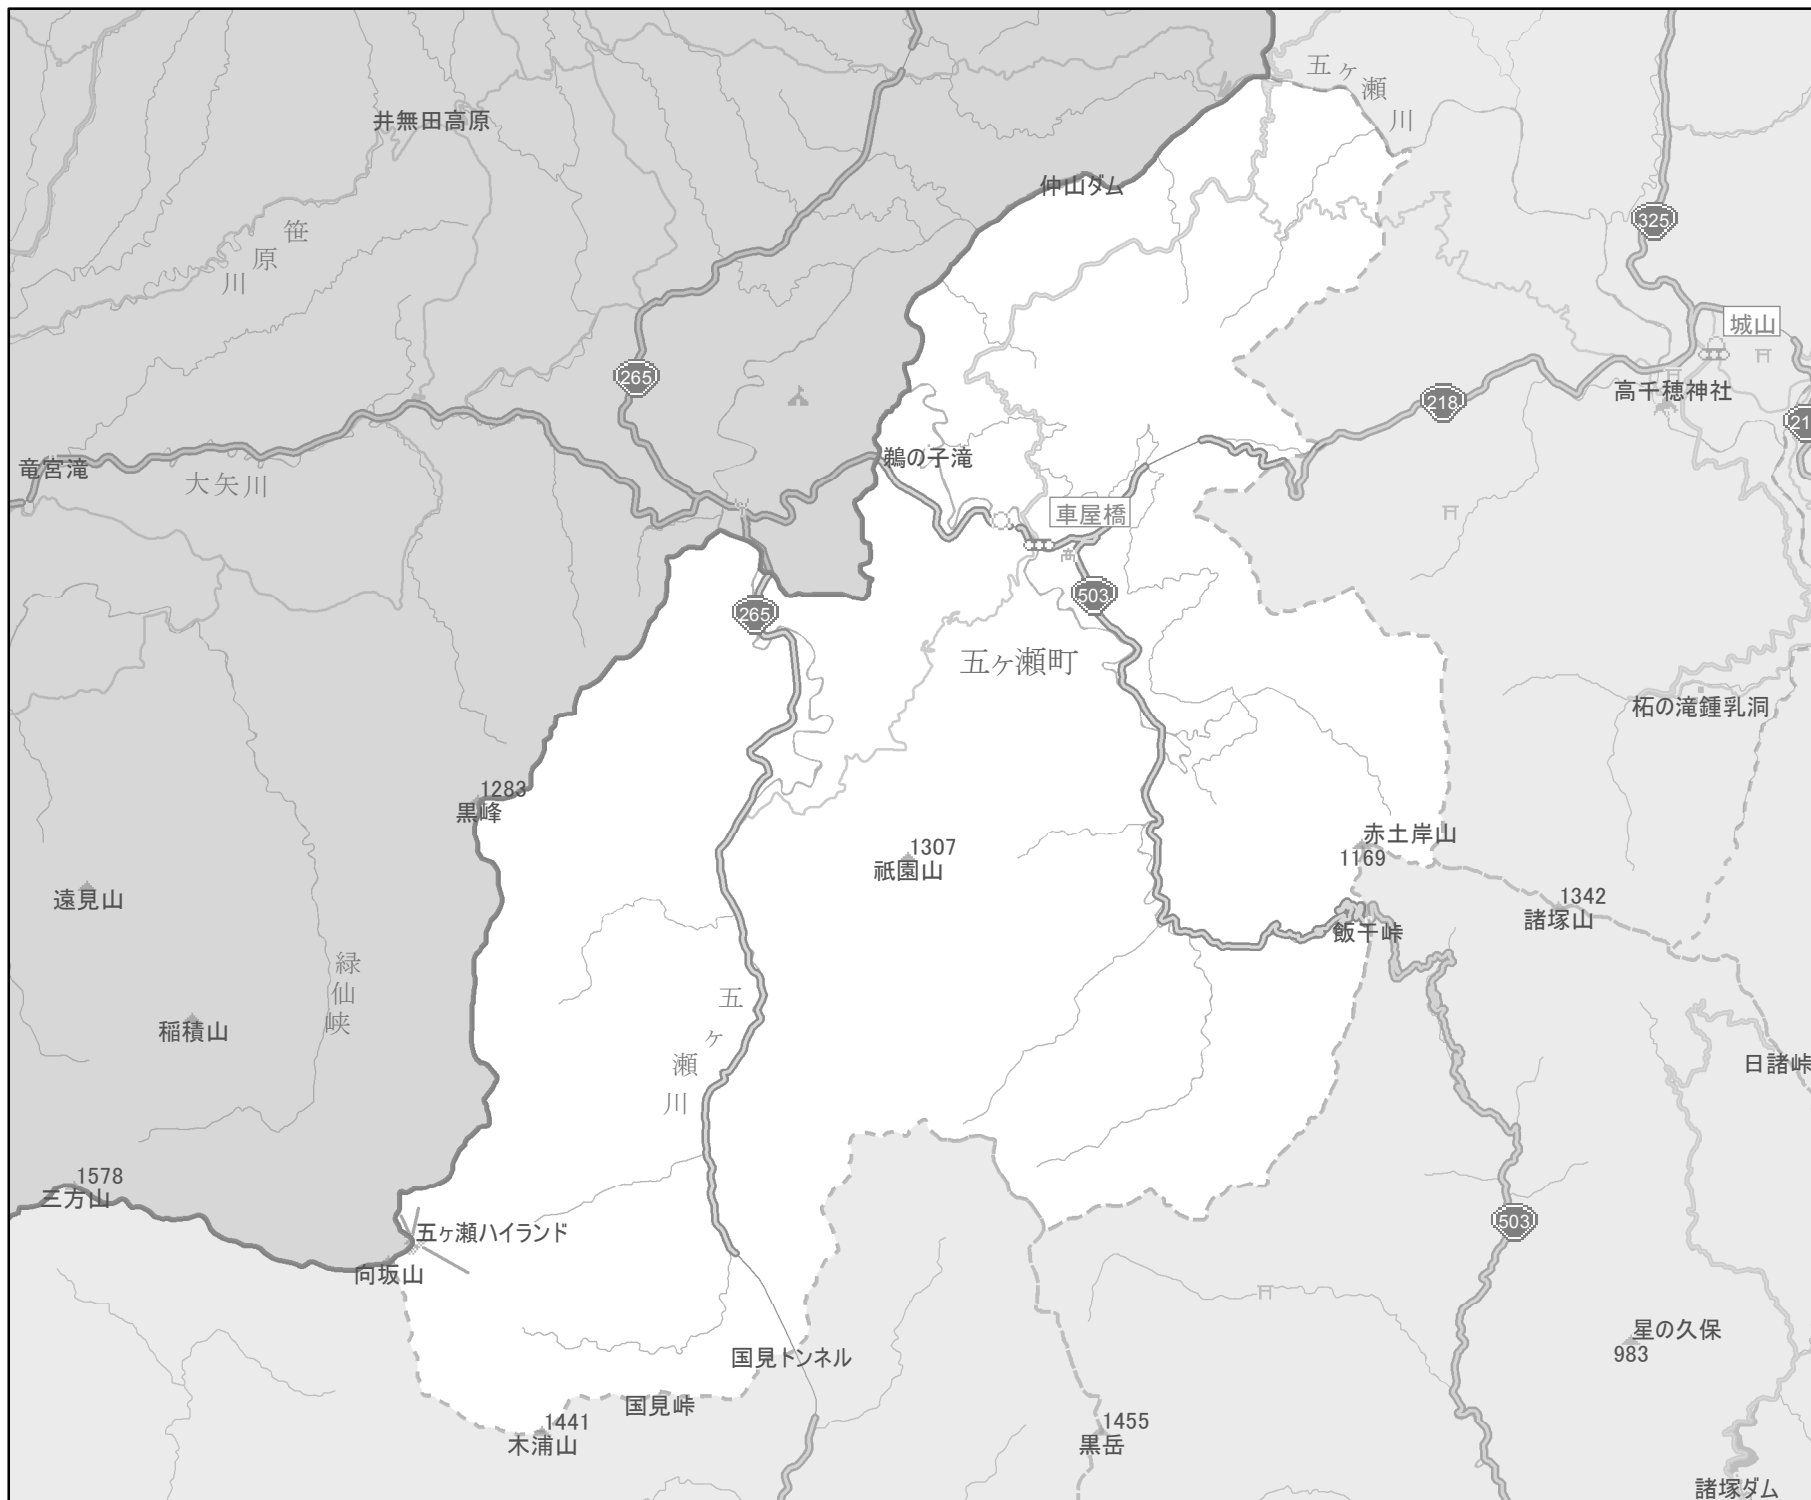 五ヶ瀬川
井無田高原
仲山ダム
笹原川
325
城山
265
高千穂神社
218
21
竜宮滝
大矢川
鵜の子滝
車屋橋
503
265
五ヶ瀬町
柘の滝鍾乳洞
1283
黒峰
赤土岸山
1169
1307
祇園山
遠見山
1342
諸塚山
飯干峠
緑仙峡
五ヶ瀬川
稲積山
日諸峠
1578
三方山
五ヶ瀬ハイランド
503
向坂山
星の久保
983
国見トンネル
国見峠
1441
木浦山
1455
黒岳
諸塚ダム